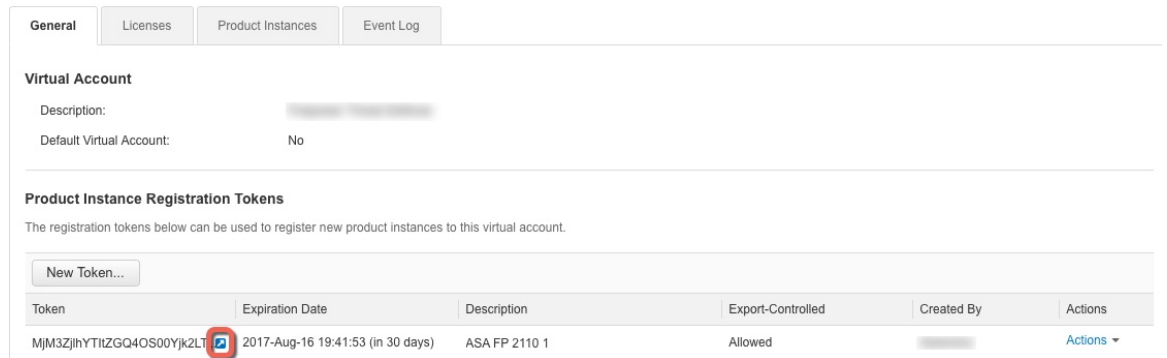 General Licenses Product Instances Event Log
Virtual Account
Description:
Default Virtual Account: No
Product Instance Registration Tokens
The registration tokens below can be used to register new product instances to this virtual account.
New Token...
Token Expiration Date Description Export-Controlled Created By Actions
MjM3ZjlhYTItZGQ4OS00Yjk2LT 2017-Aug-16 19:41:53 (in 30 days) ASA FP 2110 1 Allowed Actions